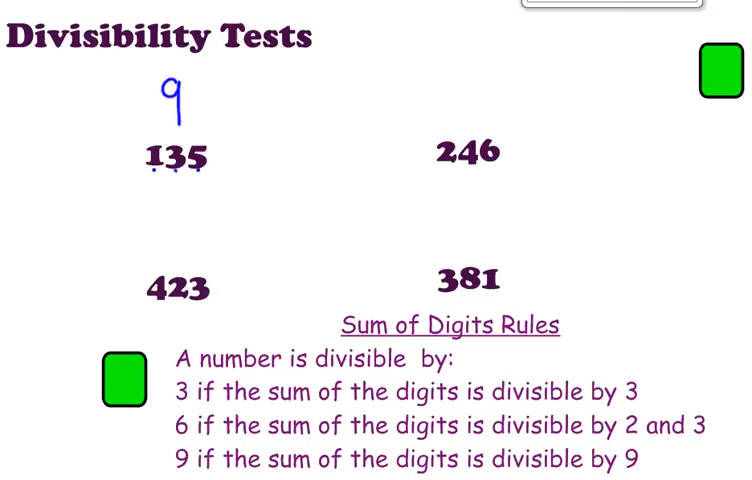 Divisibility Tests
9
135 246
423 381
Sum of Digits Rules
A number is divisible by:
3 if the sum of the digits is divisible by 3
6 if the sum of the digits is divisible by 2 and 3
9 if the sum of the digits is divisible by 9